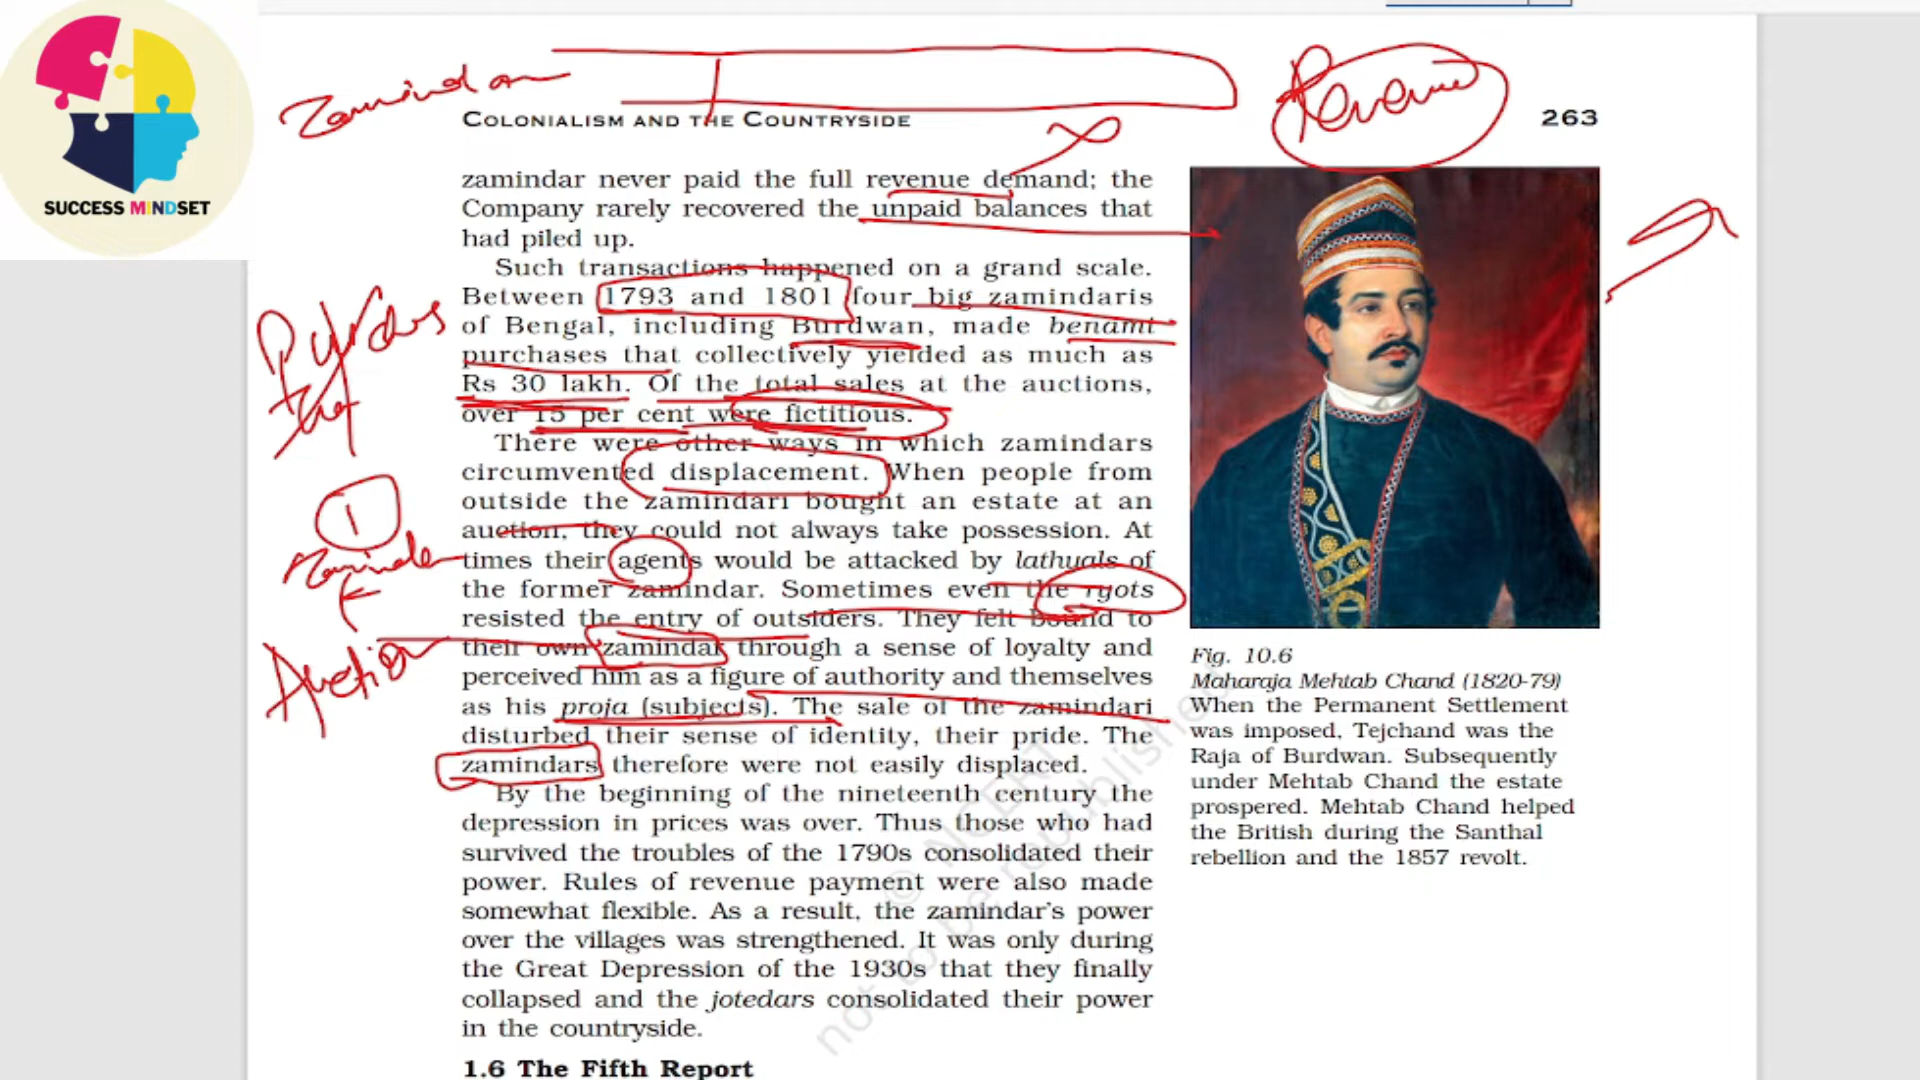 SUCCESS MINDSET
Zamindar
Revenue
COLONIALISM AND THE COUNTRYSIDE
263
zamindar never paid the full revenue demand; the
Company rarely recovered the unpaid balances that
had piled up.
Such transactions happened on a grand scale.
Between 1793 and 1801 four big zamindaris
of Bengal, including Burdwan, made benami
purchases that collectively yielded as much as
Rs 30 lakh. Of the total sales at the auctions,
over 15 per cent were fictitious.
There were other ways in which zamindars
circumvented displacement. When people from
outside the zamindari bought an estate at an
auction, they could not always take possession. At
times their agents would be attacked by lathyals of
the former zamindar. Sometimes even the ryots
resisted the entry of outsiders. They felt bound to
their own zamindar through a sense of loyalty and
perceived him as a figure of authority and themselves
as his proja (subjects). The sale of the zamindari
disturbed their sense of identity, their pride. The
zamindars therefore were not easily displaced.
By the beginning of the nineteenth century the
depression in prices was over. Thus those who had
survived the troubles of the 1790s consolidated their
power. Rules of revenue payment were also made
somewhat flexible. As a result, the zamindar's power
over the villages was strengthened. It was only during
the Great Depression of the 1930s that they finally
collapsed and the jotedars consolidated their power
in the countryside.
1.6 The Fifth Report
1
Zamindar
Auction
Fig. 10.6
Maharaja Mehtab Chand (1820-79)
When the Permanent Settlement
was imposed, Tejchand was the
Raja of Burdwan. Subsequently
under Mehtab Chand the estate
prospered. Mehtab Chand helped
the British during the Santhal
rebellion and the 1857 revolt.
© NCERT
not to be republished